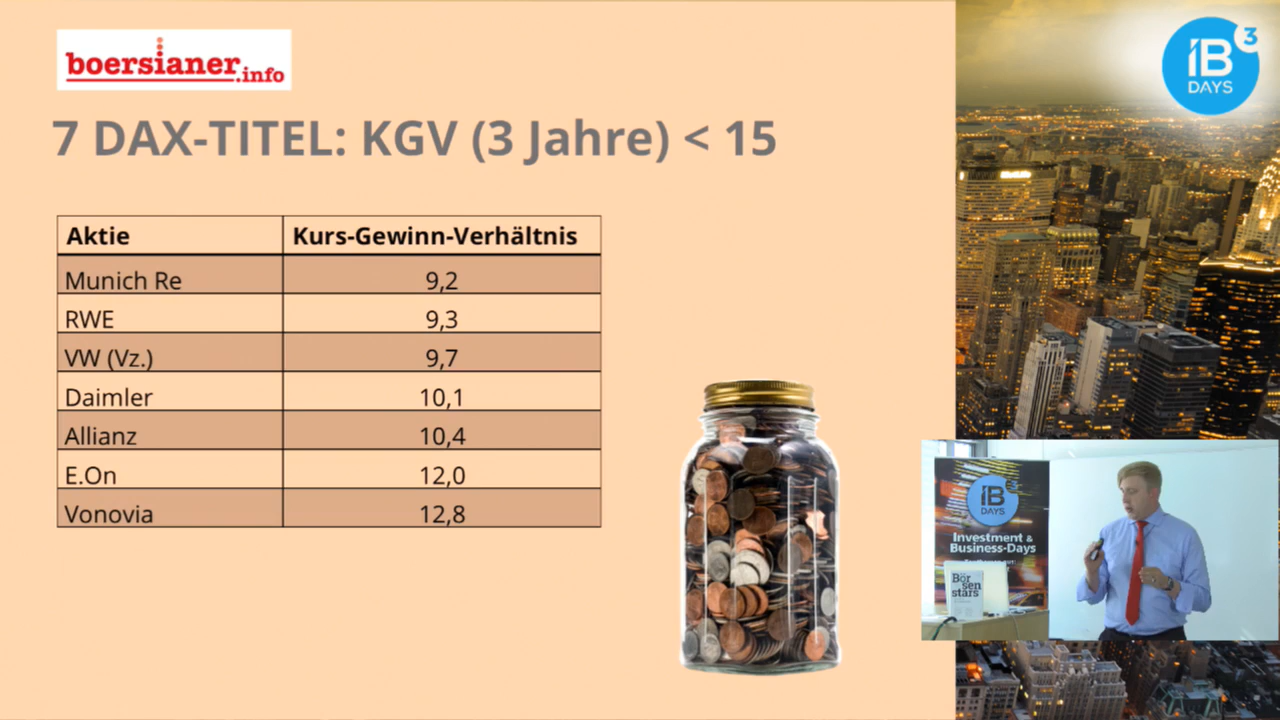 boersianer.info
7 DAX-TITEL: KGV (3 Jahre) < 15
Aktie Kurs-Gewinn-Verhältnis
Munich Re 9,2
RWE 9,3
VW (Vz.) 9,7
Daimler 10,1
Allianz 10,4
E.On 12,0
Vonovia 12,8
iB 3
DAYS
iB 3
DAYS
Investment &
Business-Days
Bör
sen
stars